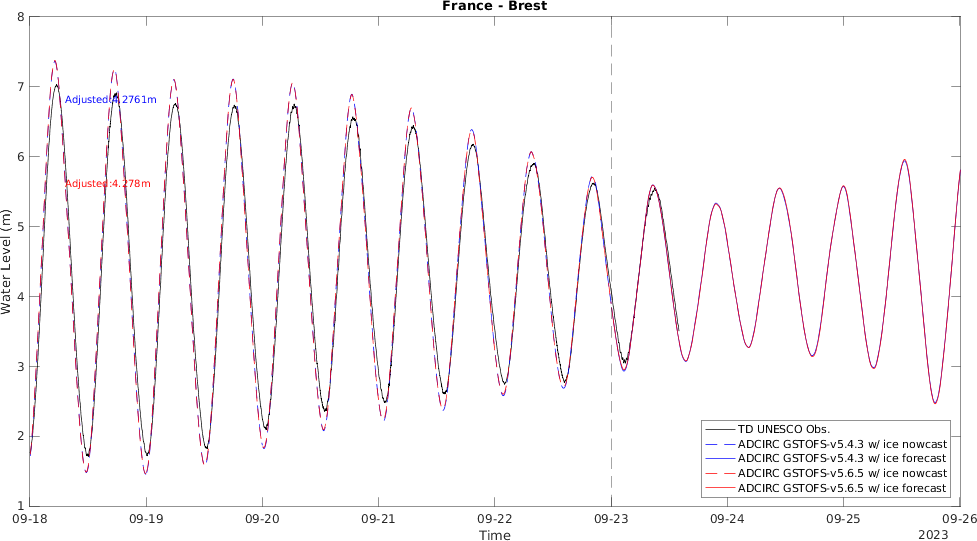 France - Brest
8
7
6
5
4
3
2
1
Water Level (m)
Adjusted:4.2761m
Adjusted:4.278m
TD UNESCO Obs.
ADCIRC GSTOFS-v5.4.3 w/ ice nowcast
ADCIRC GSTOFS-v5.4.3 w/ ice forecast
ADCIRC GSTOFS-v5.6.5 w/ ice nowcast
ADCIRC GSTOFS-v5.6.5 w/ ice forecast
09-18 09-19 09-20 09-21 09-22 09-23 09-24 09-25 09-26
Time
2023